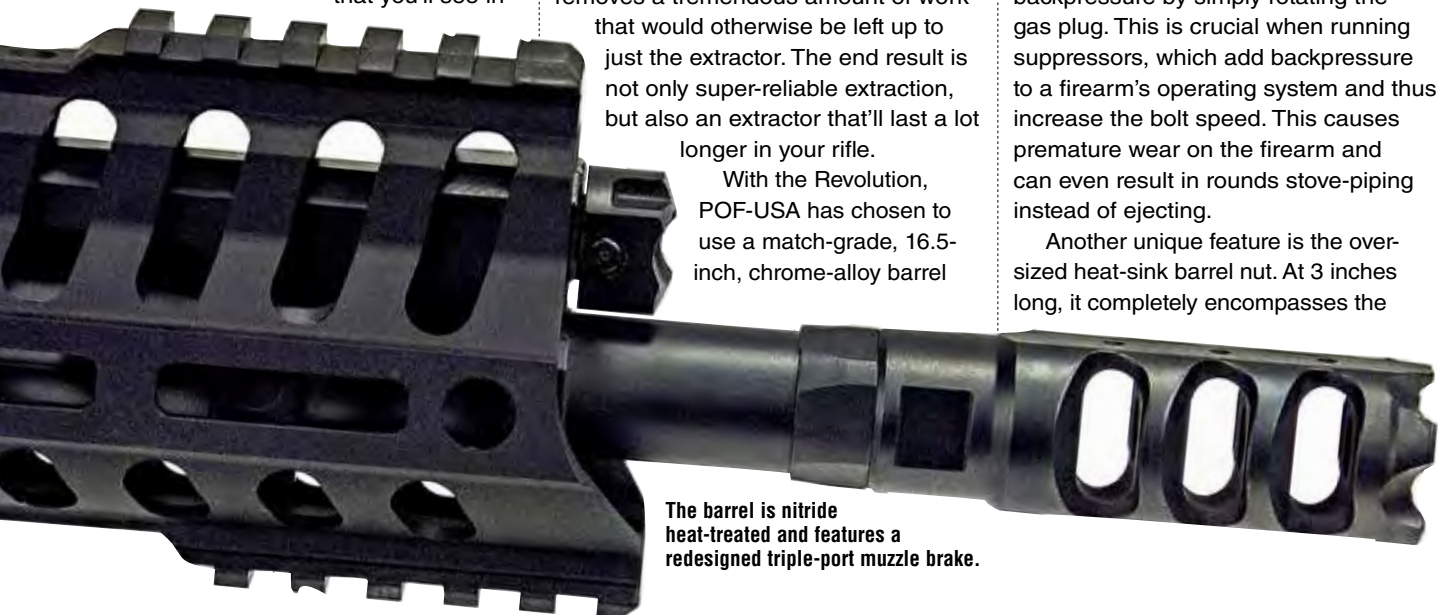 that you'll see in
removes a tremendous amount of work
that would otherwise be left up to
just the extractor. The end result is
not only super-reliable extraction,
but also an extractor that'll last a lot
longer in your rifle.
With the Revolution,
POF-USA has chosen to
use a match-grade, 16.5-
inch, chrome-alloy barrel
backpressure by simply rotating the
gas plug. This is crucial when running
suppressors, which add backpressure
to a firearm's operating system and thus
increase the bolt speed. This causes
premature wear on the firearm and
can even result in rounds stove-piping
instead of ejecting.
Another unique feature is the over-
sized heat-sink barrel nut. At 3 inches
long, it completely encompasses the
The barrel is nitride
heat-treated and features a
redesigned triple-port muzzle brake.